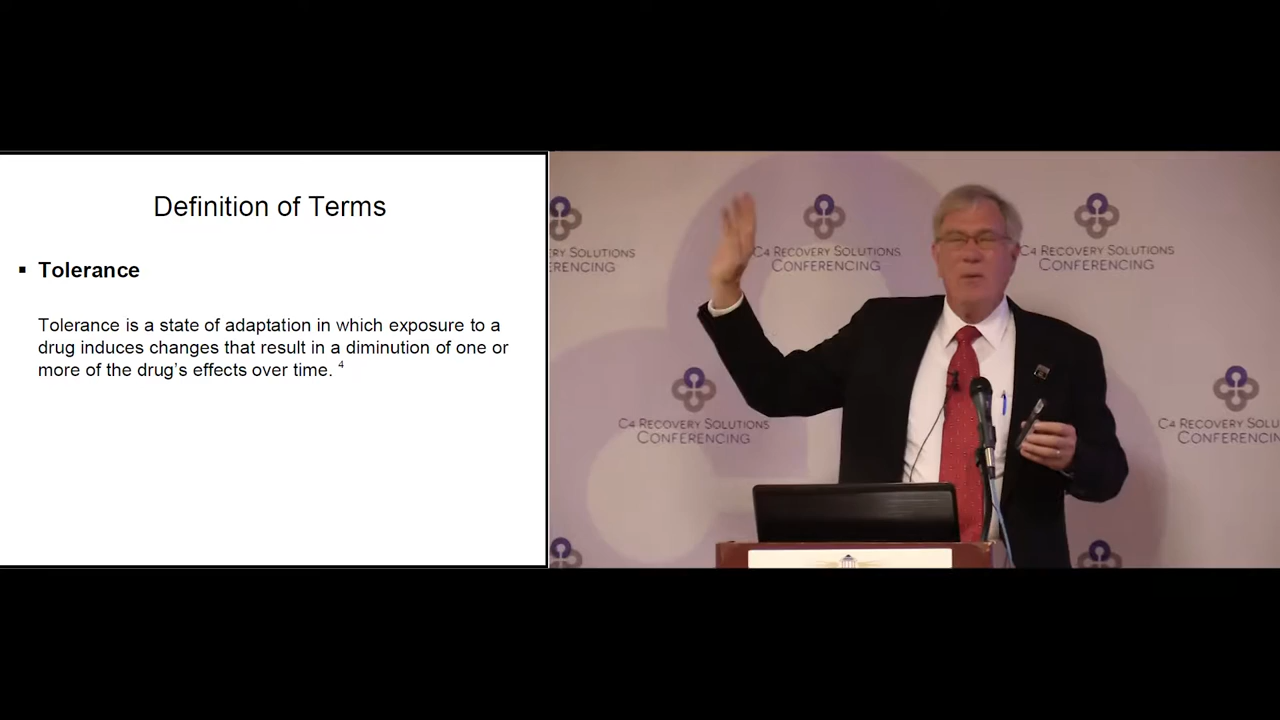 Definition of Terms
▪ Tolerance
Tolerance is a state of adaptation in which exposure to a
drug induces changes that result in a diminution of one or
more of the drug's effects over time. 4
RY SOLUTIONS
ERENCING
C4 RECOVERY SOLUTIONS
CONFERENCING
C4 RECOVERY SOLUTIONS
CONFERENCING
C4 RECOVERY SOLUTIONS
CONFERENCING
C4 RECOVERY SOLU
CONFERENCIN